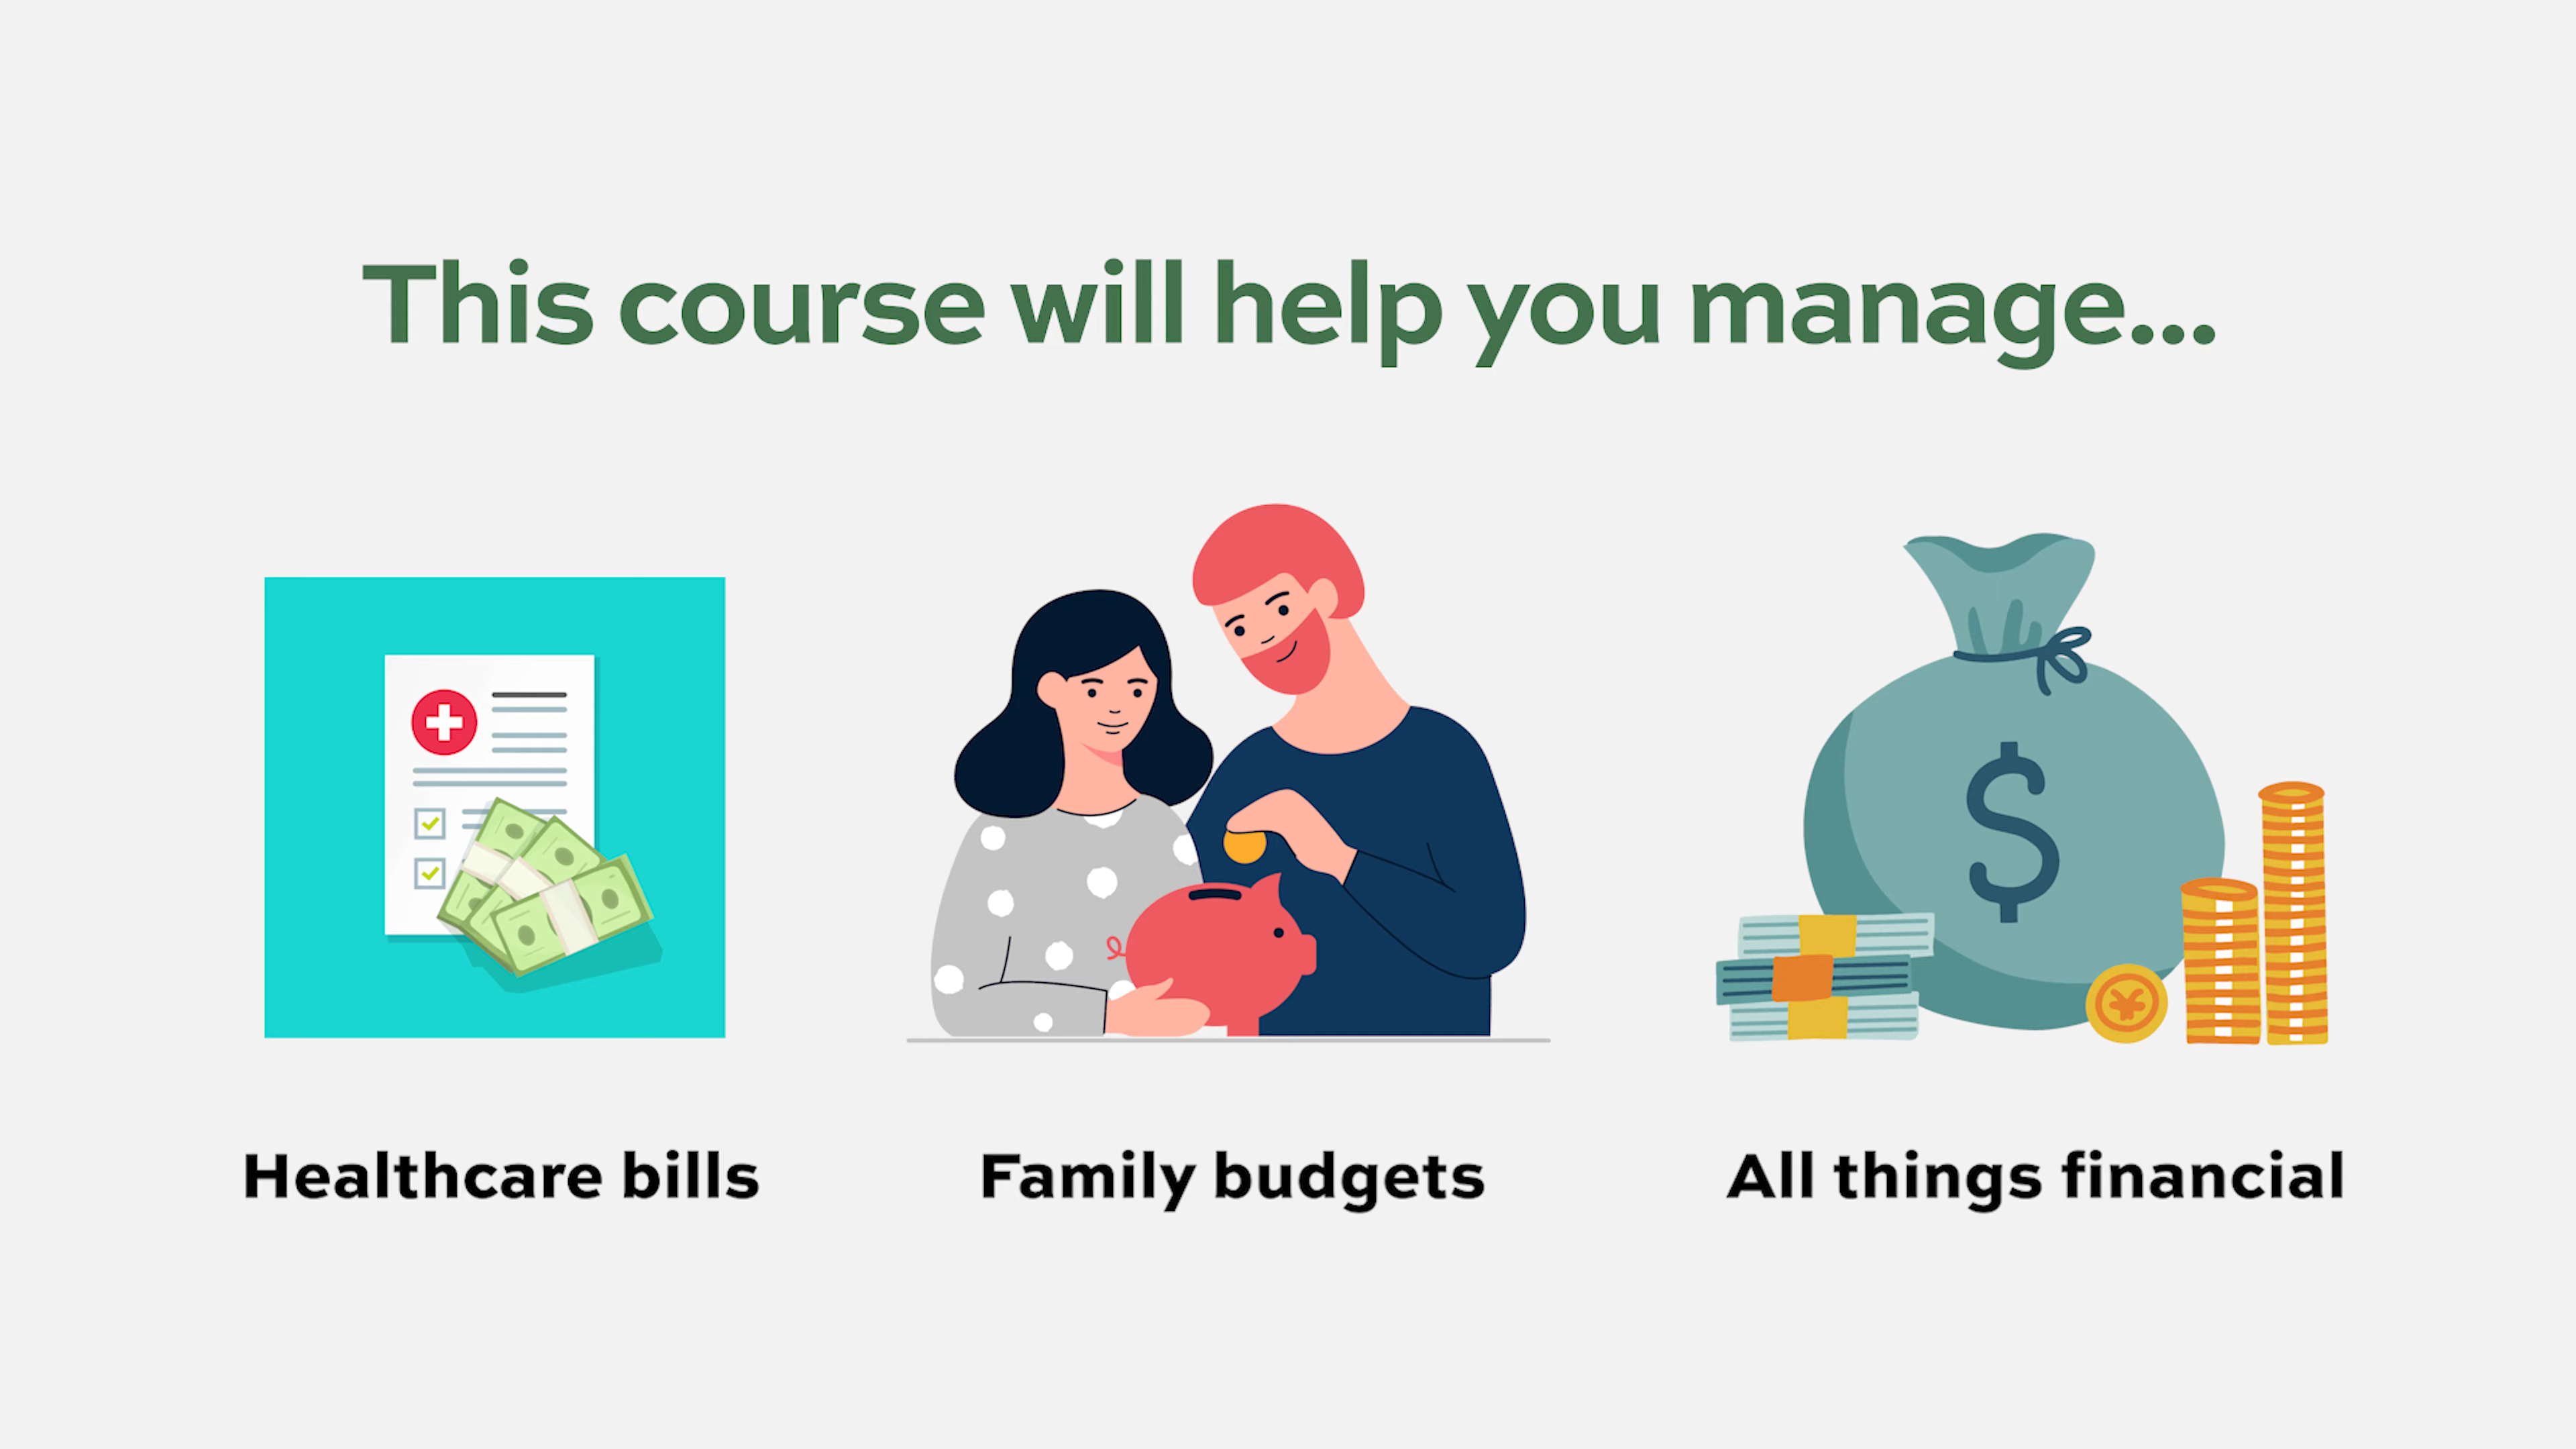 This course will help you manage...
Healthcare bills
Family budgets
$
¥
All things financial